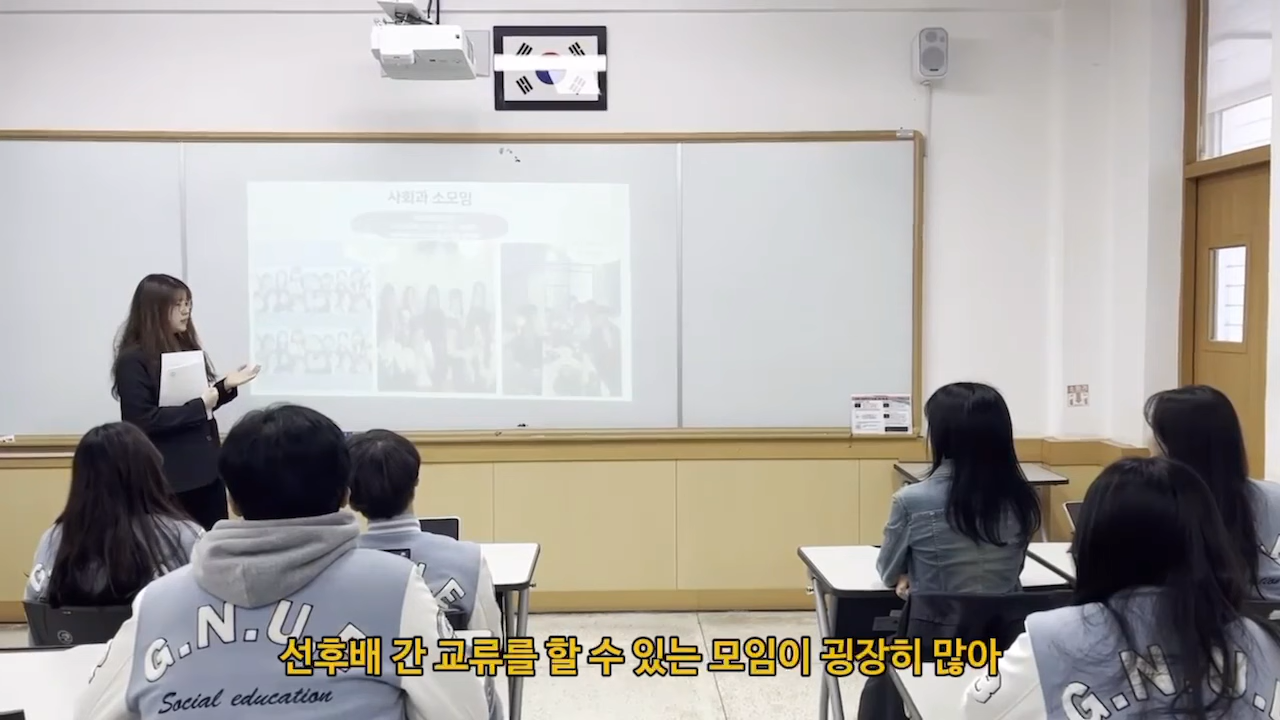 사회과 소모임
G.N.U.
Social education
G.N.U.
선후배 간 교류를 할 수 있는 모임이 굉장히 많아